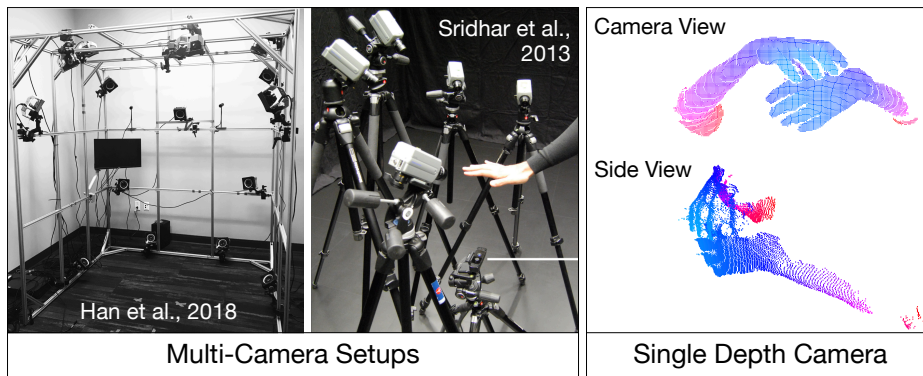 Han et al., 2018
Sridhar et al.,
2013
Multi-Camera Setups
Camera View
Side View
Single Depth Camera